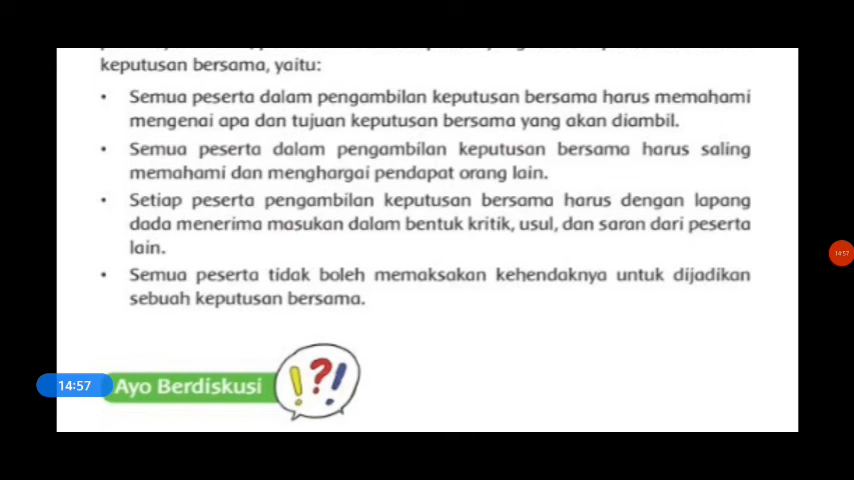 keputusan bersama, yaitu:
• Semua peserta dalam pengambilan keputusan bersama harus memahami
mengenai apa dan tujuan keputusan bersama yang akan diambil.
• Semua peserta dalam pengambilan keputusan bersama harus saling
memahami dan menghargai pendapat orang lain.
• Setiap peserta pengambilan keputusan bersama harus dengan lapang
dada menerima masukan dalam bentuk kritik, usul, dan saran dari peserta
lain.
• Semua peserta tidak boleh memaksakan kehendaknya untuk dijadikan
sebuah keputusan bersama.
14:57
14:57
Ayo Berdiskusi
!?!